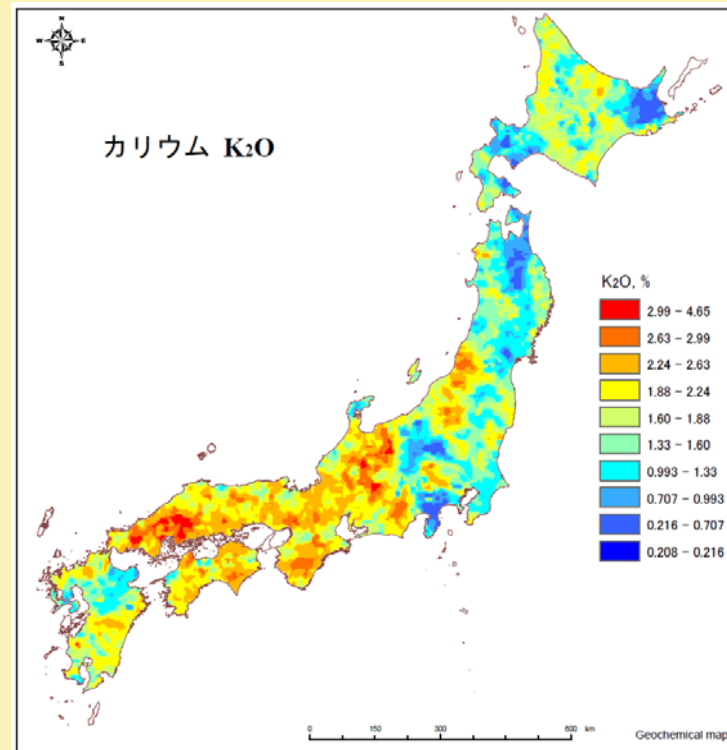 N
W E
S
カリウム K₂O
K₂O, %
2.99 – 4.65
2.63 – 2.99
2.24 – 2.63
1.88 – 2.24
1.60 – 1.88
1.33 – 1.60
0.993 – 1.33
0.707 – 0.993
0.216 – 0.707
0.208 – 0.216
0 150 300 600 km
Geochemical map